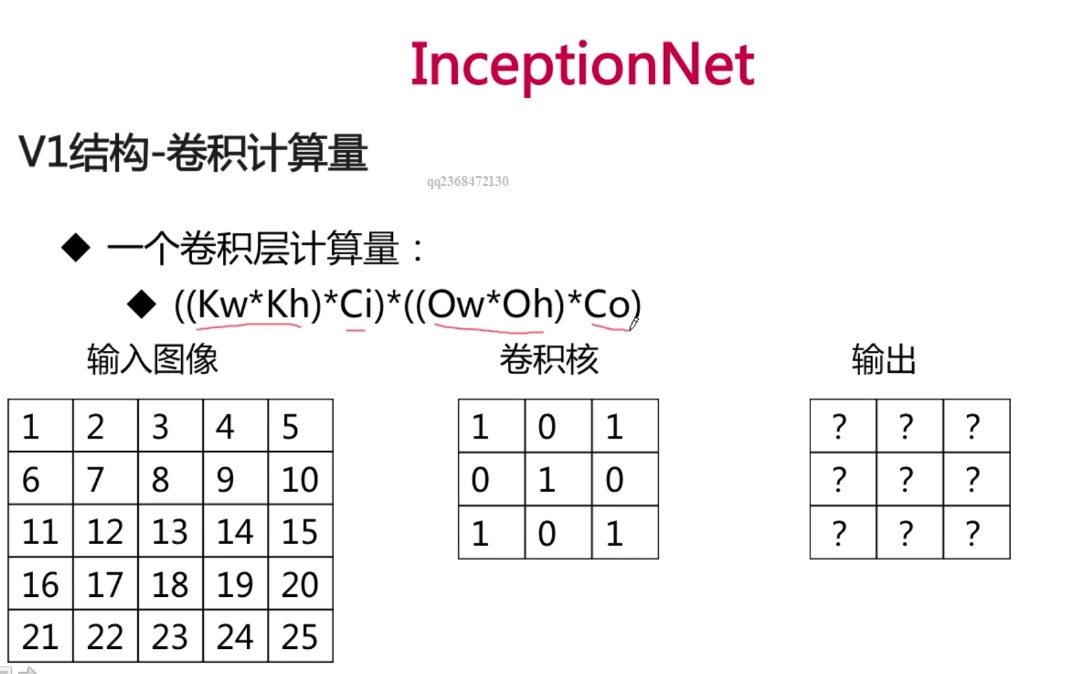 InceptionNet
V1结构-卷积计算量
qq2368472130
◆ 一个卷积层计算量：
◆ ((Kw*Kh)*Ci)*((Ow*Oh)*Co)
输入图像 卷积核 输出
1 2 3 4 5 1 0 1 ? ? ?
6 7 8 9 10 0 1 0 ? ? ?
11 12 13 14 15 1 0 1 ? ? ?
16 17 18 19 20
21 22 23 24 25